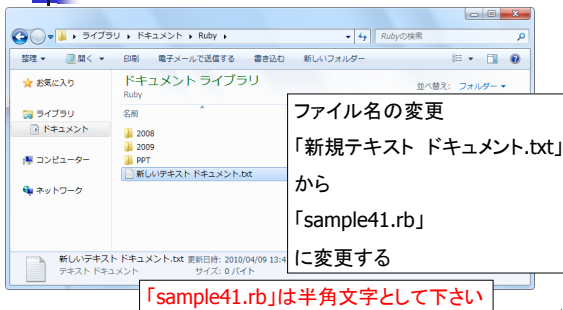 ライブラリ ▸ ドキュメント ▸ Ruby ▸
Rubyの検索
整理 ▾ 開く ▾ 印刷 電子メールで送信する 書き込む 新しいフォルダー
お気に入り
ライブラリ
ドキュメント
コンピューター
ネットワーク
ドキュメント ライブラリ
Ruby
並べ替え: フォルダー ▾
名前
2008
2009
PPT
新しいテキスト ドキュメント.txt
新しいテキスト ドキュメント.txt 更新日時: 2010/04/09 13:4
テキスト ドキュメント サイズ: 0 バイト
ファイル名の変更
「新規テキスト ドキュメント.txt」
から
「sample41.rb」
に変更する
「sample41.rb」は半角文字として下さい